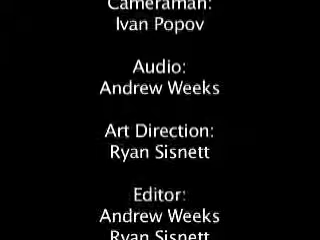 Cameraman:
Ivan Popov
Audio:
Andrew Weeks
Art Direction:
Ryan Sisnett
Editor:
Andrew Weeks
Ryan Sisnett